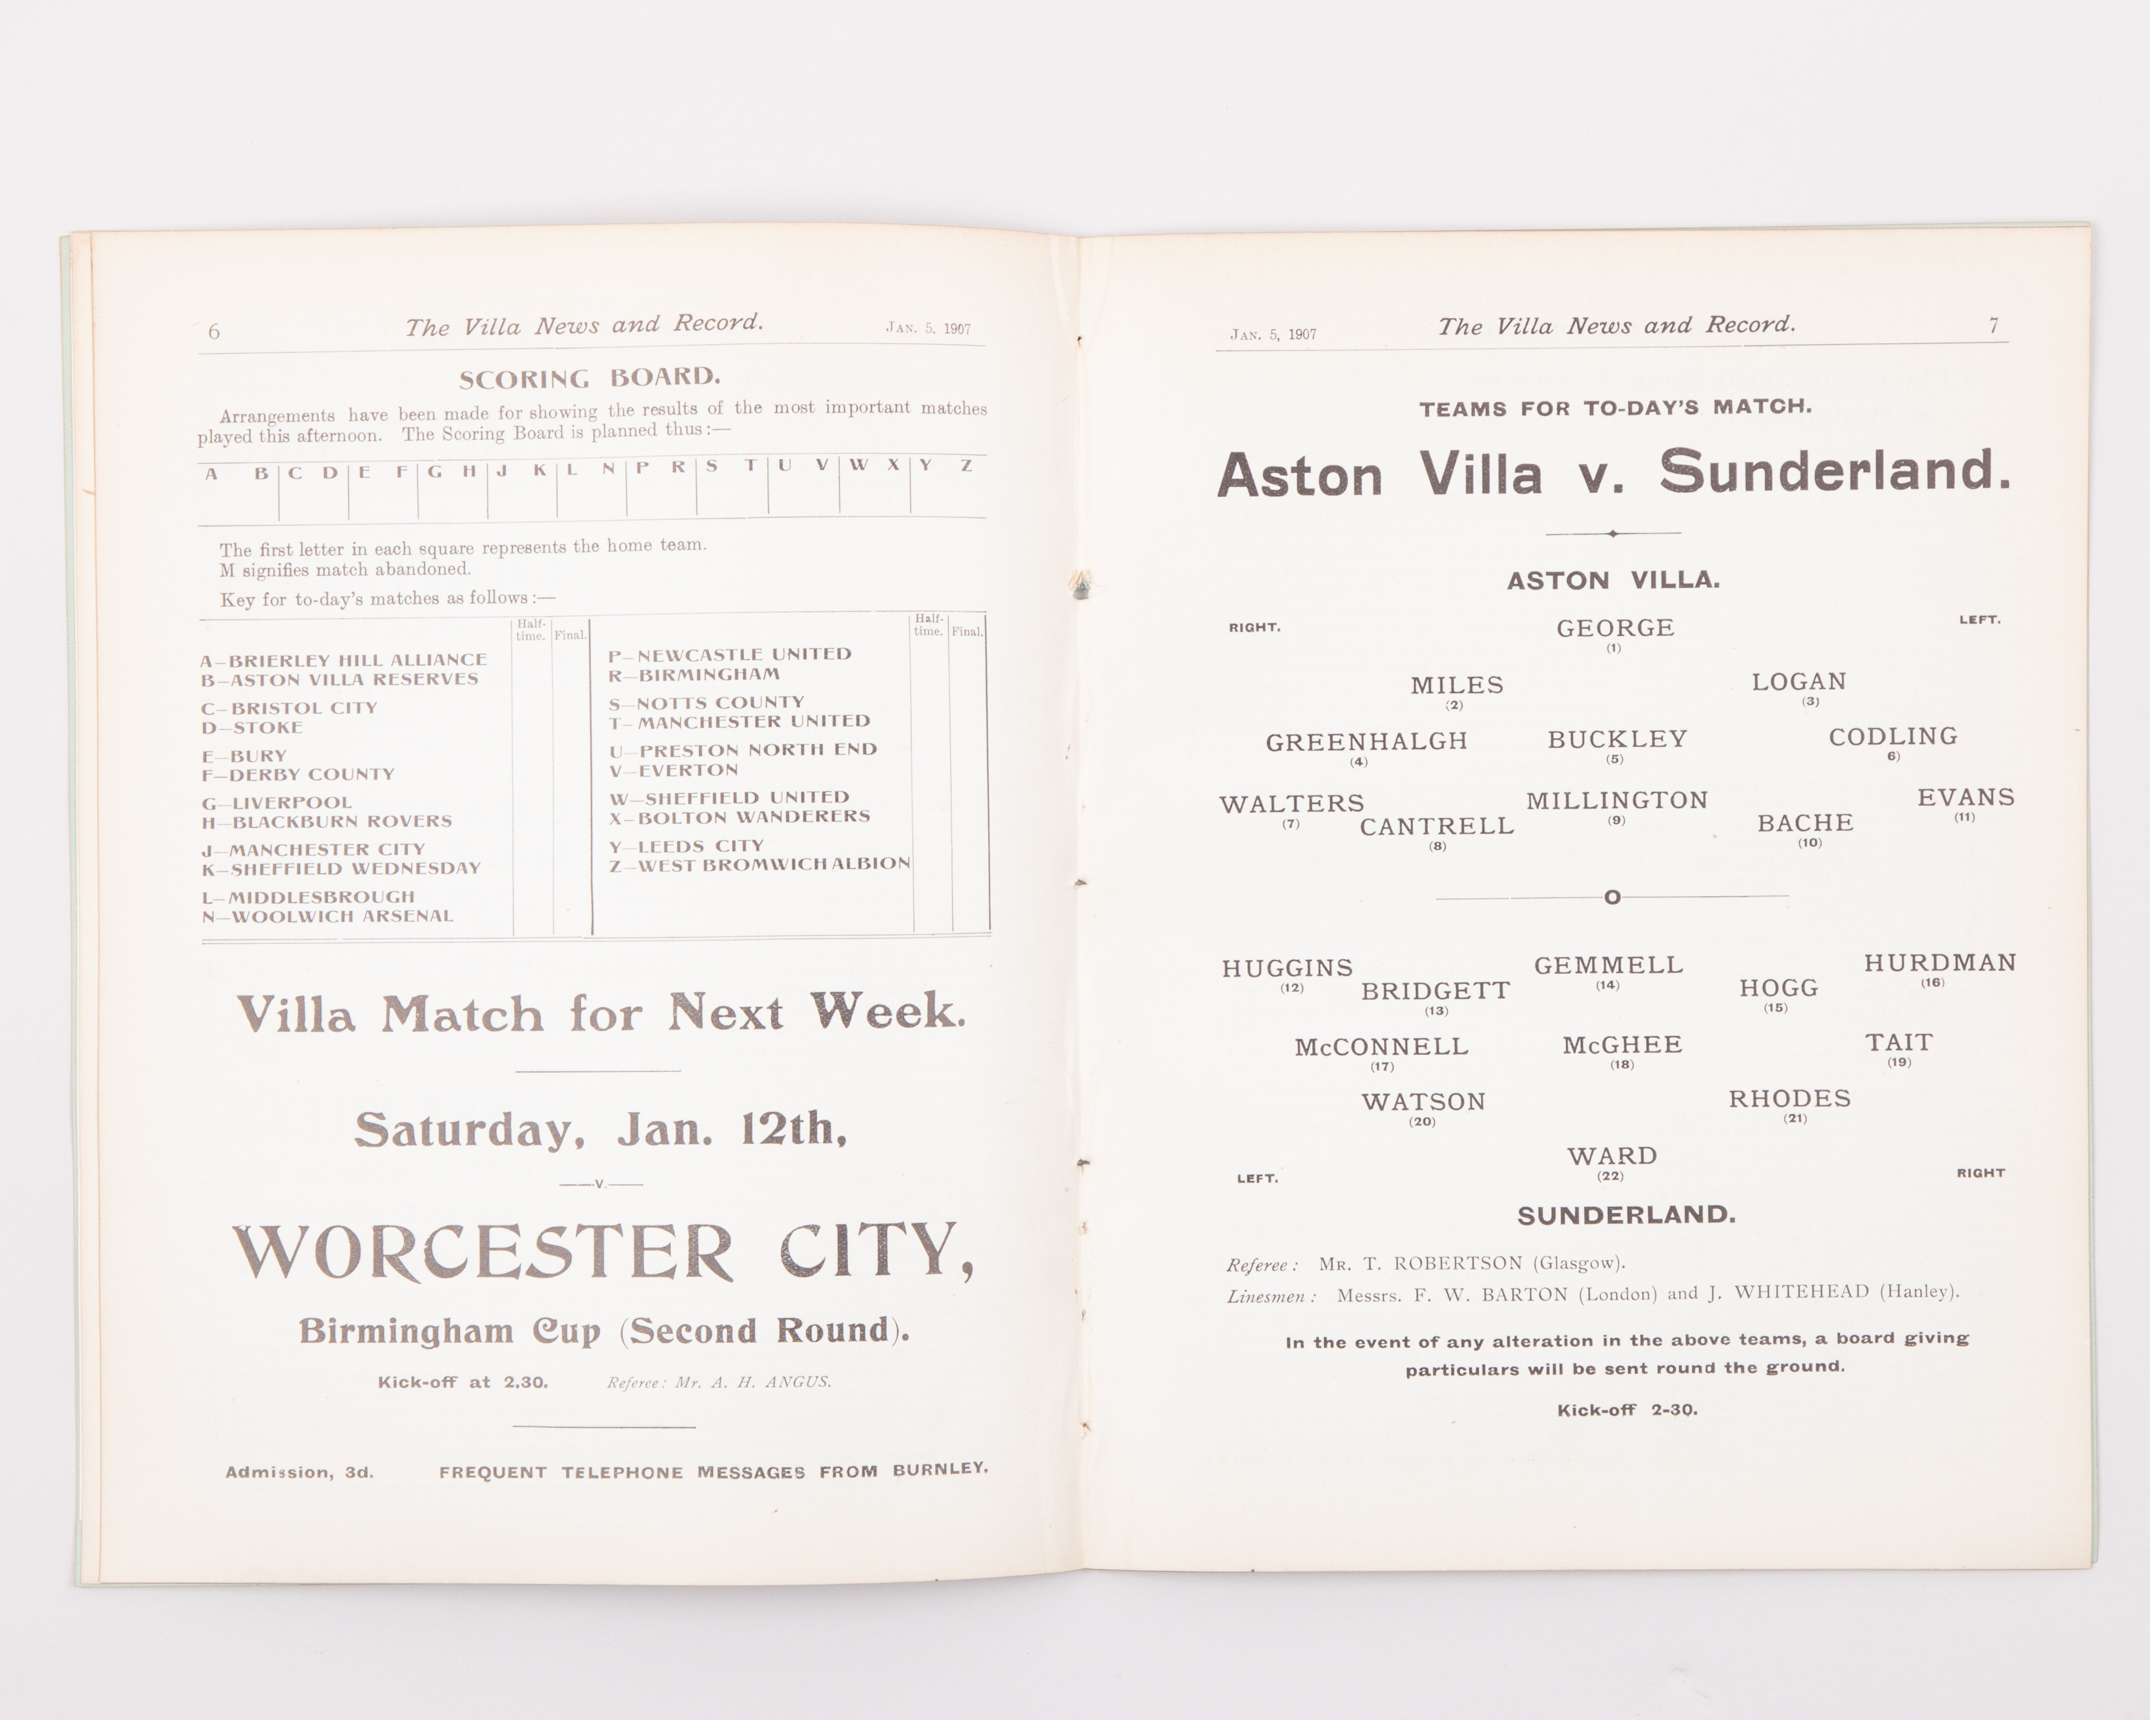 6 The Villa News and Record. JAN. 5, 1907
SCORING BOARD.
Arrangements have been made for showing the results of the most important matches
played this afternoon. The Scoring Board is planned thus:—
A B C D E F G H J K L N P R S T U V W X Y Z
The first letter in each square represents the home team.
M signifies match abandoned.
Key for to-day's matches as follows:—
Half-time. Final.
A—BRIERLEY HILL ALLIANCE
B—ASTON VILLA RESERVES
C—BRISTOL CITY
D—STOKE
E—BURY
F—DERBY COUNTY
G—LIVERPOOL
H—BLACKBURN ROVERS
J—MANCHESTER CITY
K—SHEFFIELD WEDNESDAY
L—MIDDLESBROUGH
N—WOOLWICH ARSENAL
Half-time. Final.
P—NEWCASTLE UNITED
R—BIRMINGHAM
S—NOTTS COUNTY
T—MANCHESTER UNITED
U—PRESTON NORTH END
V—EVERTON
W—SHEFFIELD UNITED
X—BOLTON WANDERERS
Y—LEEDS CITY
Z—WEST BROMWICH ALBION
Villa Match for Next Week.
Saturday, Jan. 12th,
—v.—
WORCESTER CITY,
Birmingham Cup (Second Round).
Kick-off at 2.30. Referee: Mr. A. H. ANGUS.
Admission, 3d. FREQUENT TELEPHONE MESSAGES FROM BURNLEY.
JAN. 5, 1907 The Villa News and Record. 7
TEAMS FOR TO-DAY'S MATCH.
Aston Villa v. Sunderland.
ASTON VILLA.
RIGHT. GEORGE LEFT.
(1)
MILES LOGAN
(2) (3)
GREENHALGH BUCKLEY CODLING
(4) (5) 6)
WALTERS MILLINGTON EVANS
(7) (9) (11)
CANTRELL BACHE
(8) (10)
O
HUGGINS GEMMELL HURDMAN
(12) (14) (16)
BRIDGETT HOGG
(13) (15)
McCONNELL McGHEE TAIT
(17) (18) (19)
WATSON RHODES
(20) (21)
WARD
LEFT. (22) RIGHT
SUNDERLAND.
Referee: MR. T. ROBERTSON (Glasgow).
Linesmen: Messrs. F. W. BARTON (London) and J. WHITEHEAD (Hanley).
In the event of any alteration in the above teams, a board giving
particulars will be sent round the ground.
Kick-off 2-30.